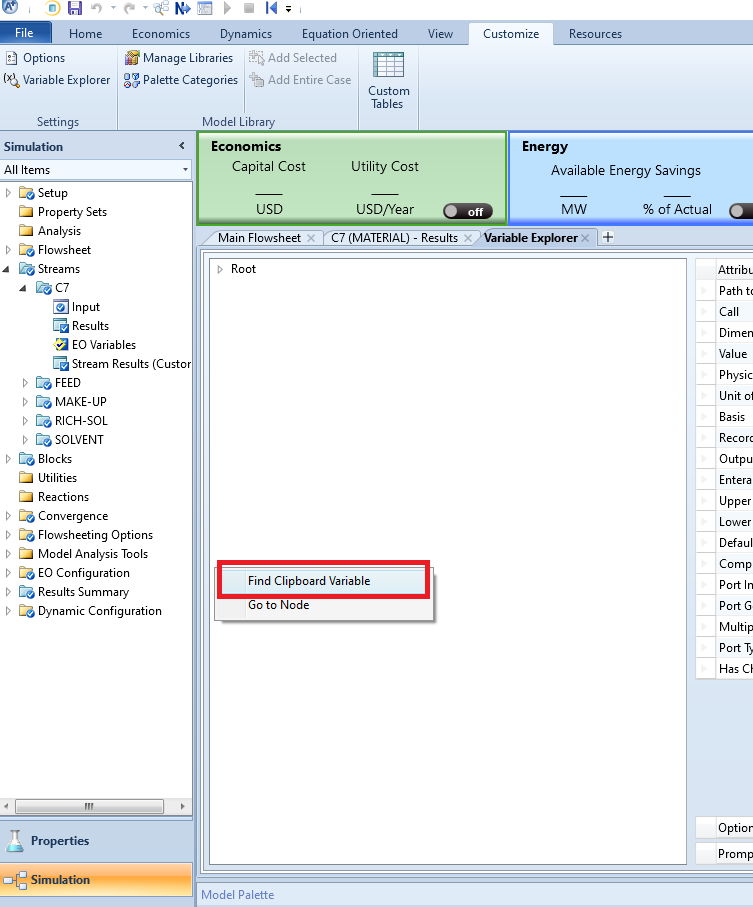 File Home Economics Dynamics Equation Oriented View Customize Resources
Options
Variable Explorer
Settings
Manage Libraries
Palette Categories
Add Selected
Add Entire Case
Model Library
Custom
Tables
Simulation
All Items
Setup
Property Sets
Analysis
Flowsheet
Streams
C7
Input
Results
EO Variables
Stream Results (Custor
FEED
MAKE-UP
RICH-SOL
SOLVENT
Blocks
Utilities
Reactions
Convergence
Flowsheeting Options
Model Analysis Tools
EO Configuration
Results Summary
Dynamic Configuration
Properties
Simulation
Economics
Capital Cost Utility Cost
USD USD/Year off
Energy
Available Energy Savings
MW % of Actual
Main Flowsheet C7 (MATERIAL) - Results Variable Explorer
Root
Find Clipboard Variable
Go to Node
Attribu
Path to
Call
Dimen
Value
Physic
Unit of
Basis
Record
Outpu
Entera
Upper
Lower
Defaul
Comp
Port In
Port G
Multip
Port Ty
Has Ch
Option
Promp
Model Palette